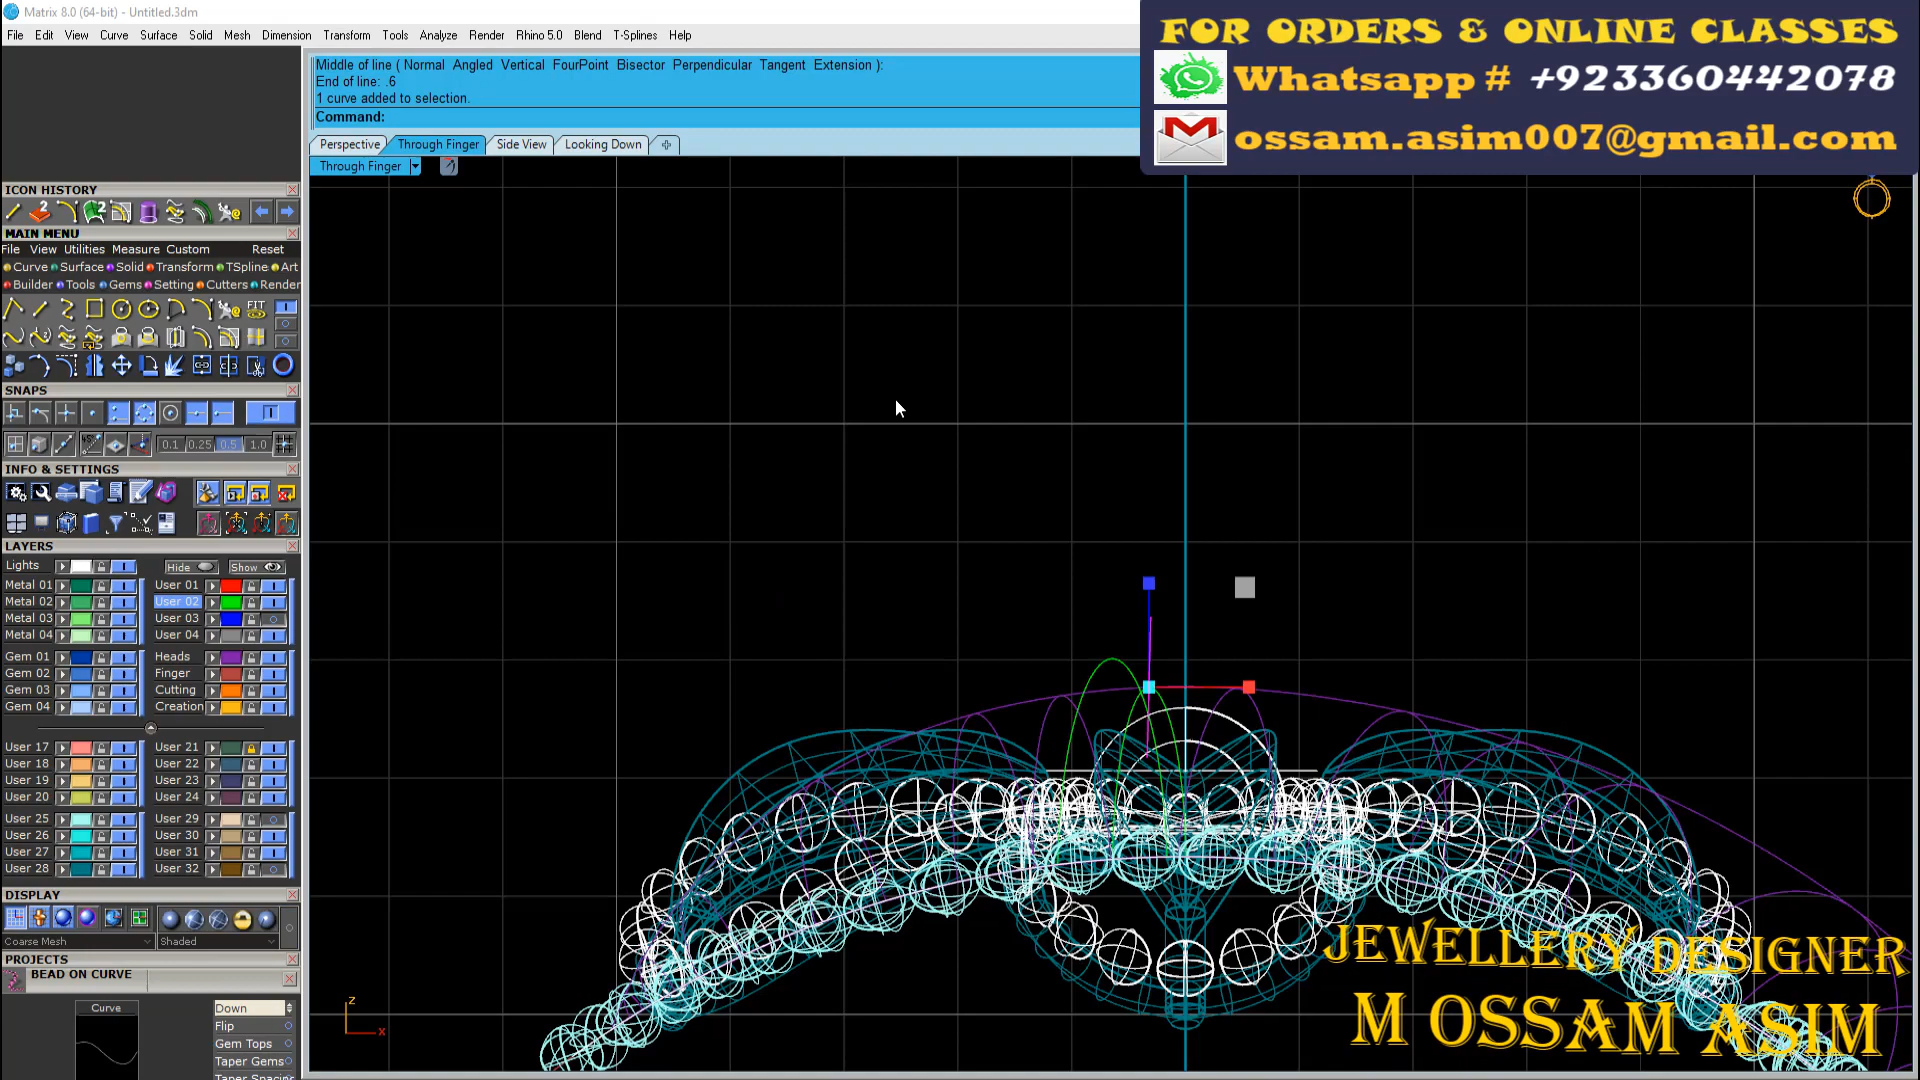 Matrix 8.0 (64-bit) - Untitled.3dm
File Edit View Curve Surface Solid Mesh Dimension Transform Tools Analyze Render Rhino 5.0 Blend T-Splines Help
FOR ORDERS & ONLINE CLASSES
Whatsapp # +923360442078
ossam.asim007@gmail.com
Middle of line ( Normal Angled Vertical FourPoint Bisector Perpendicular Tangent Extension ):
End of line: .6
1 curve added to selection.
Command:
Perspective Through Finger Side View Looking Down
Through Finger
ICON HISTORY
MAIN MENU
File View Utilities Measure Custom Reset
Curve Surface Solid Transform TSpline Art
Builder Tools Gems Setting Cutters Render
FIT
SNAPS
0.1 0.25 0.5 1.0
INFO & SETTINGS
LAYERS
Lights Hide Show
Metal 01 User 01
Metal 02 User 02
Metal 03 User 03
Metal 04 User 04
Gem 01 Heads
Gem 02 Finger
Gem 03 Cutting
Gem 04 Creation
User 17 User 21
User 18 User 22
User 19 User 23
User 20 User 24
User 25 User 29
User 26 User 30
User 27 User 31
User 28 User 32
DISPLAY
Coarse Mesh Shaded
PROJECTS
BEAD ON CURVE
Curve Down
Flip
Gem Tops
Taper Gems
Taper Spacin
z
x
JEWELLERY DESIGNER
M OSSAM ASIM